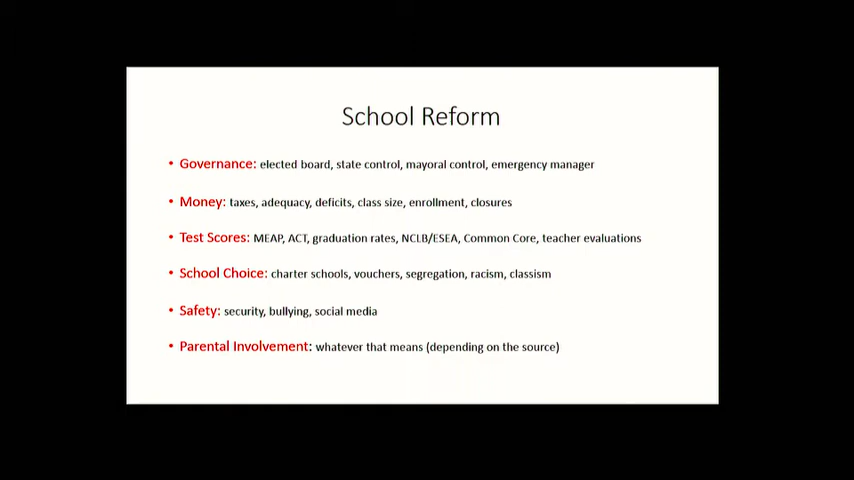 School Reform
• Governance: elected board, state control, mayoral control, emergency manager
• Money: taxes, adequacy, deficits, class size, enrollment, closures
• Test Scores: MEAP, ACT, graduation rates, NCLB/ESEA, Common Core, teacher evaluations
• School Choice: charter schools, vouchers, segregation, racism, classism
• Safety: security, bullying, social media
• Parental Involvement: whatever that means (depending on the source)